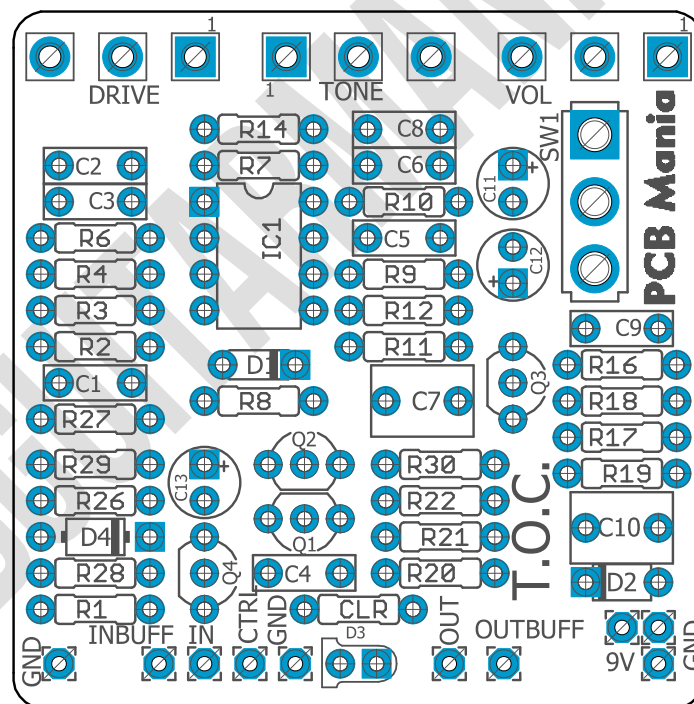 1
1
1
DRIVE
TONE
VOL
R14
C8
SW1
R7
C6
C2
C11
+
PCB Mania
C3
R10
R6
IC1
C5
C12
+
R4
R9
R3
R12
C9
R2
R11
D1
R16
C1
Q3
R8
C7
R18
R27
R17
Q2
R29
+
R30
R19
C13
T.O.C.
R26
R22
Q1
C10
D4
R21
R28
Q4
C4
R20
D2
R1
CLR
INBUFF
IN
CTRL
GND
D3
OUT
OUTBUFF
GND
9V
GND